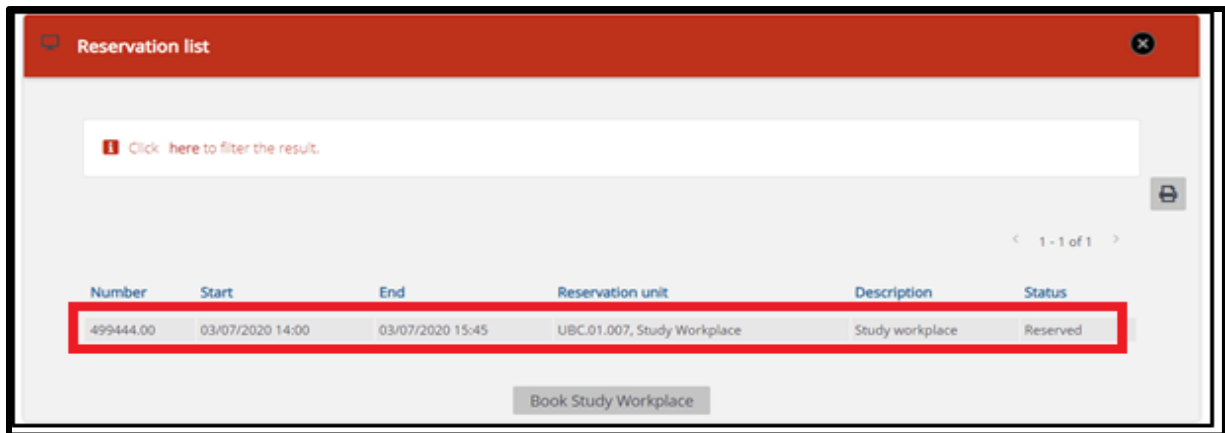 Reservation list
Click here to filter the result.
1 - 1 of 1
Number Start End Reservation unit Description Status
499444.00 03/07/2020 14:00 03/07/2020 15:45 UBC.01.007, Study Workplace Study workplace Reserved
Book Study Workplace